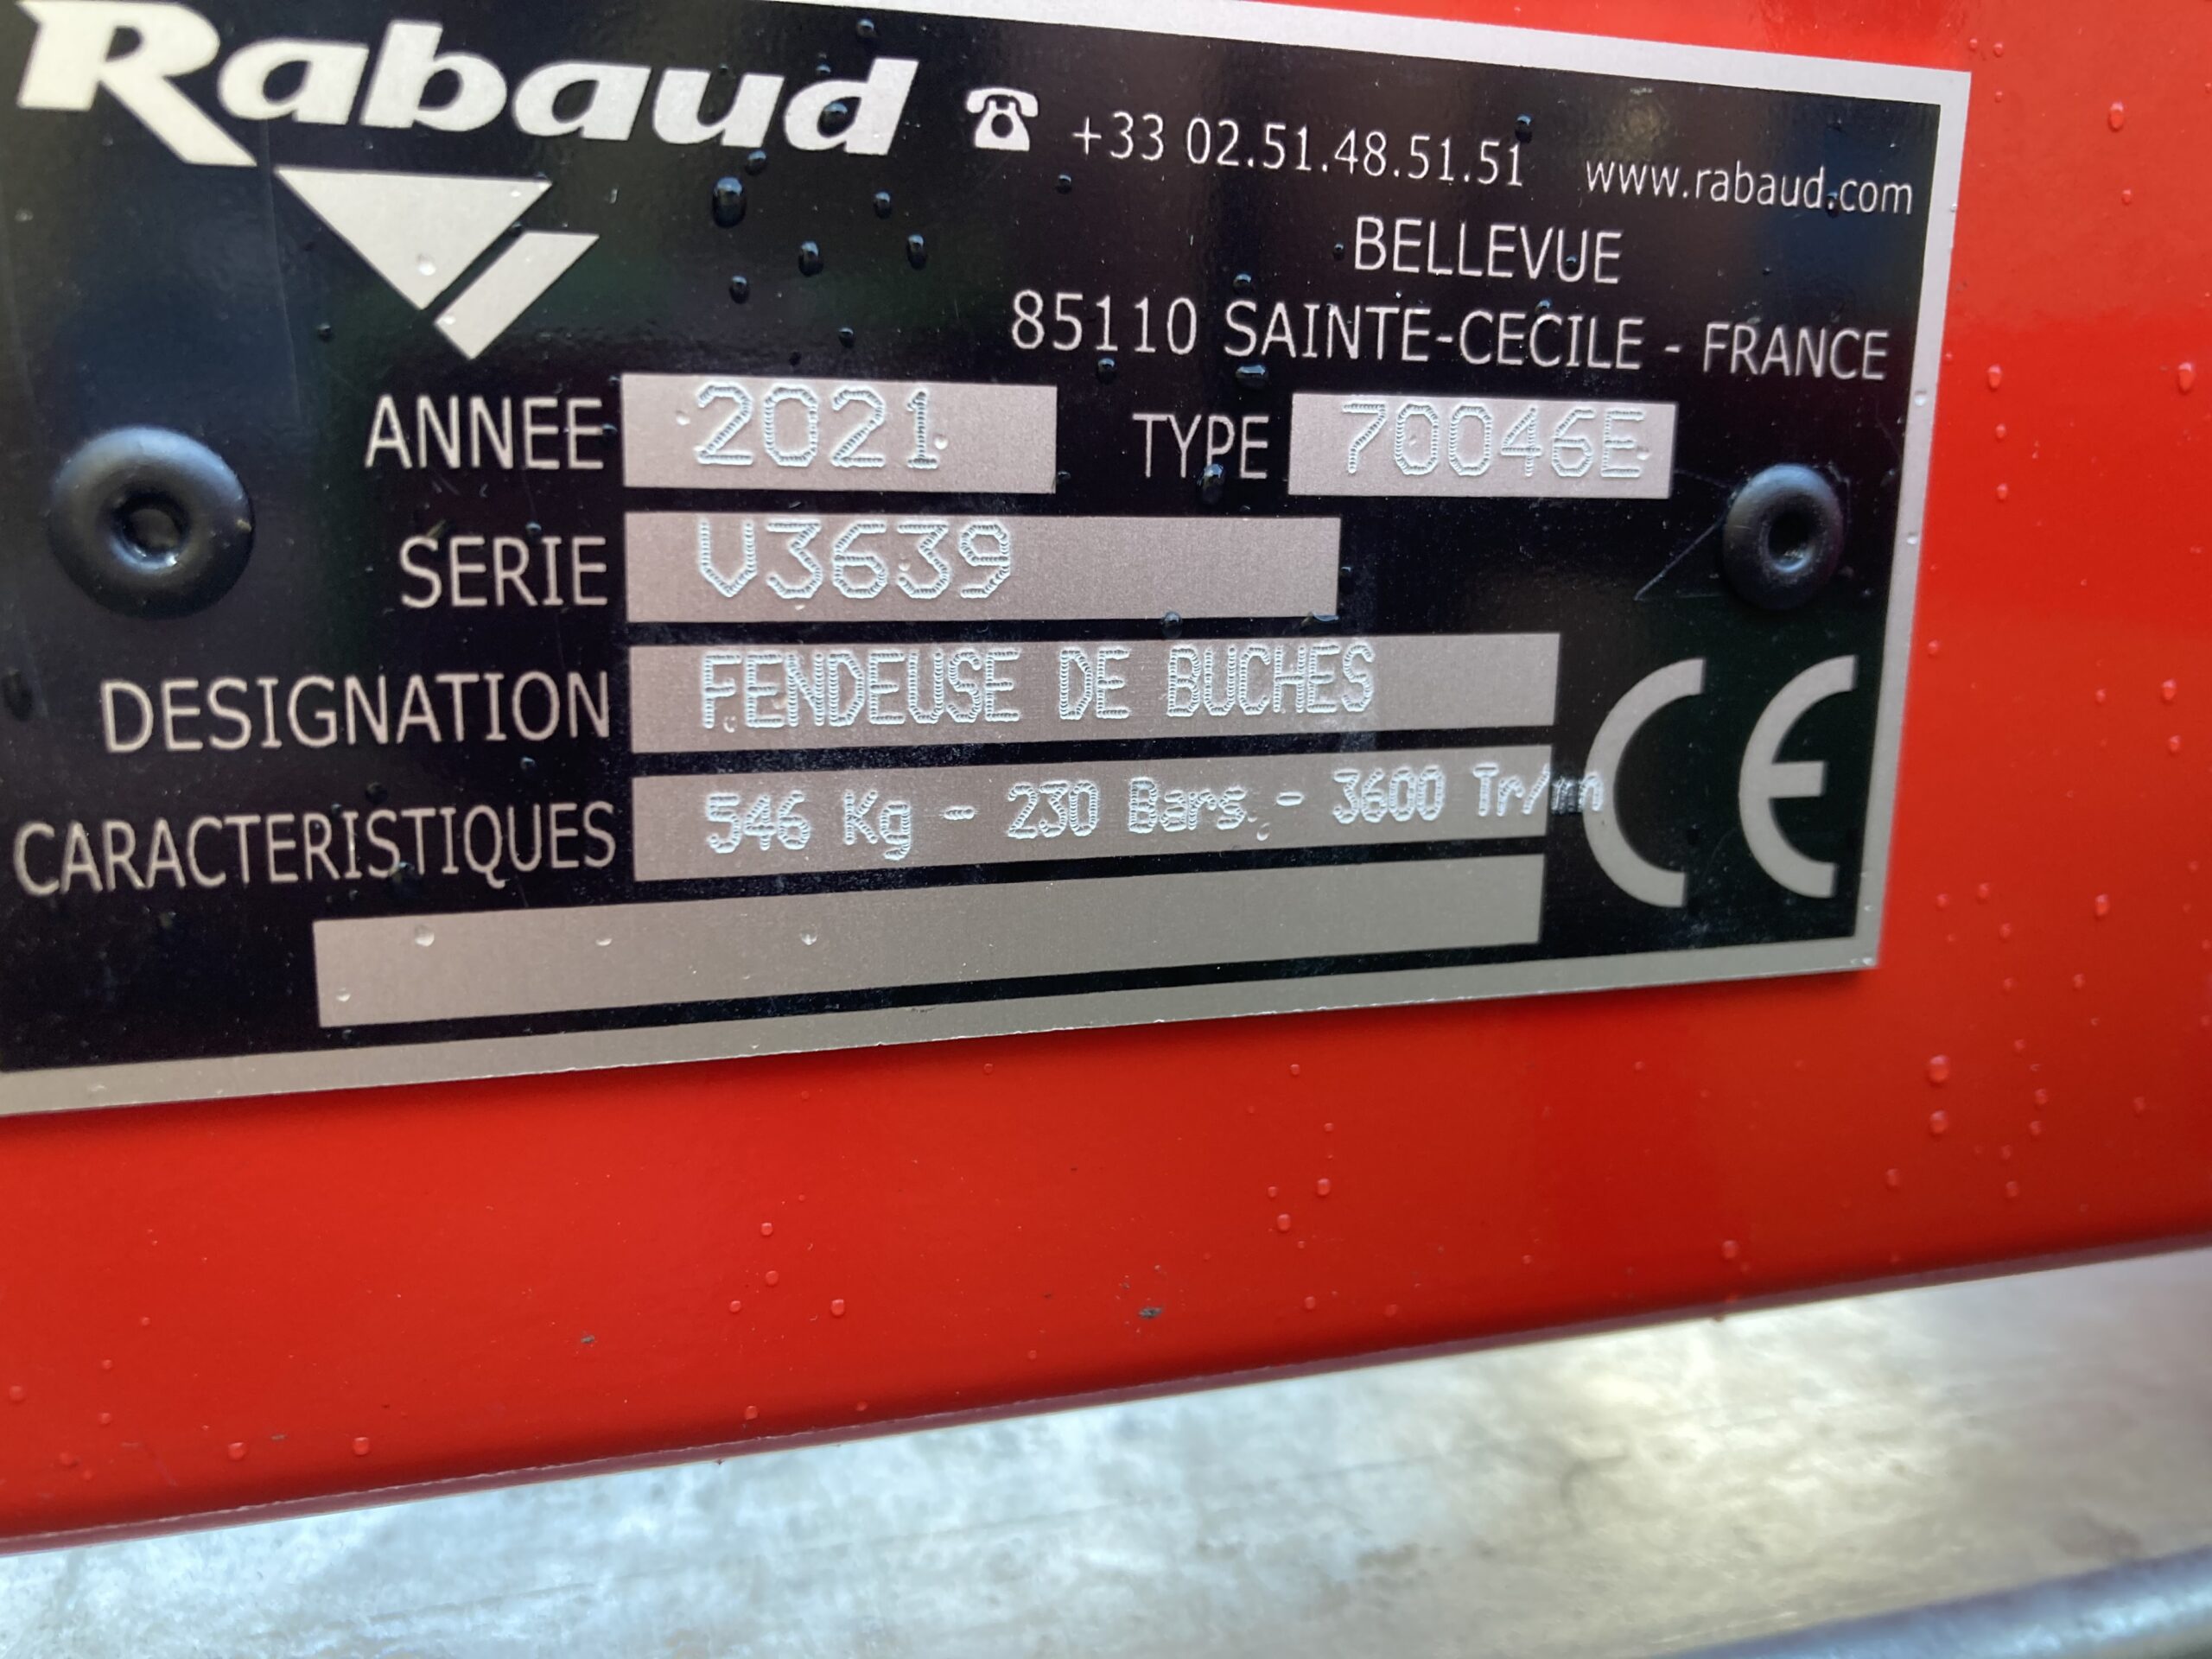 Rabaud
+33 02.51.48.51.51 www.rabaud.com
BELLEVUE
85110 SAINTE-CECILE - FRANCE
ANNEE 2021 TYPE 70046E
SERIE V3639
DESIGNATION FENDEUSE DE BUCHES
CARACTERISTIQUES 546 Kg - 230 Bars - 3600 Tr/mn
CE